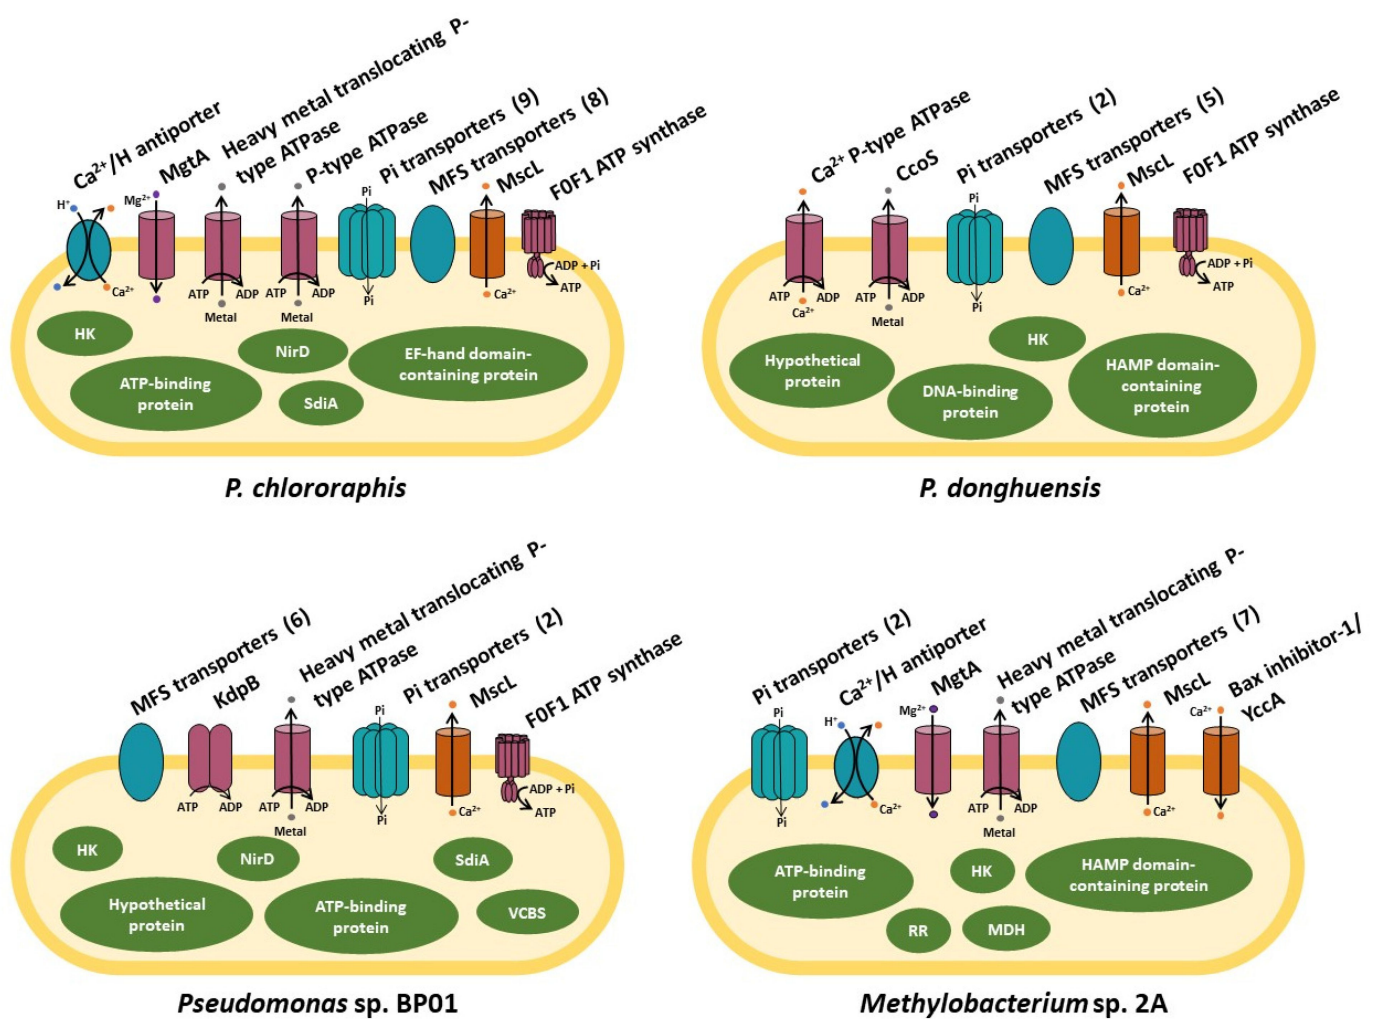 Ca²⁺/H antiporter
MgtA
Heavy metal translocating P-
type ATPase
P-type ATPase
Pi transporters (9)
MFS transporters (8)
MscL
F0F1 ATP synthase
H⁺
Mg²⁺
Pi
Ca²⁺
ATP
ADP
Metal
ATP
ADP
Metal
Pi
Ca²⁺
ADP + Pi
ATP
HK
ATP-binding
protein
NirD
SdiA
EF-hand domain-
containing protein
P. chlororaphis
Ca²⁺ P-type ATPase
CcoS
Pi transporters (2)
MFS transporters (5)
MscL
F0F1 ATP synthase
Pi
ATP
ADP
Ca²⁺
ATP
ADP
Metal
Pi
Ca²⁺
ADP + Pi
ATP
Hypothetical
protein
DNA-binding
protein
HK
HAMP domain-
containing
protein
P. donghuensis
MFS transporters (6)
KdpB
Heavy metal translocating P-
type ATPase
Pi transporters (2)
MscL
F0F1 ATP synthase
Pi
ATP
ADP
ATP
ADP
Metal
Pi
Ca²⁺
ADP + Pi
ATP
HK
NirD
SdiA
Hypothetical
protein
ATP-binding
protein
VCBS
Pseudomonas sp. BP01
Pi transporters (2)
Ca²⁺/H antiporter
MgtA
Heavy metal translocating P-
type ATPase
MFS transporters (7)
MscL
Bax inhibitor-1/
YccA
Pi
H⁺
Mg²⁺
Ca²⁺
Pi
Ca²⁺
ATP
ADP
Metal
Ca²⁺
ATP-binding
protein
HK
HAMP domain-
containing protein
RR
MDH
Methylobacterium sp. 2A